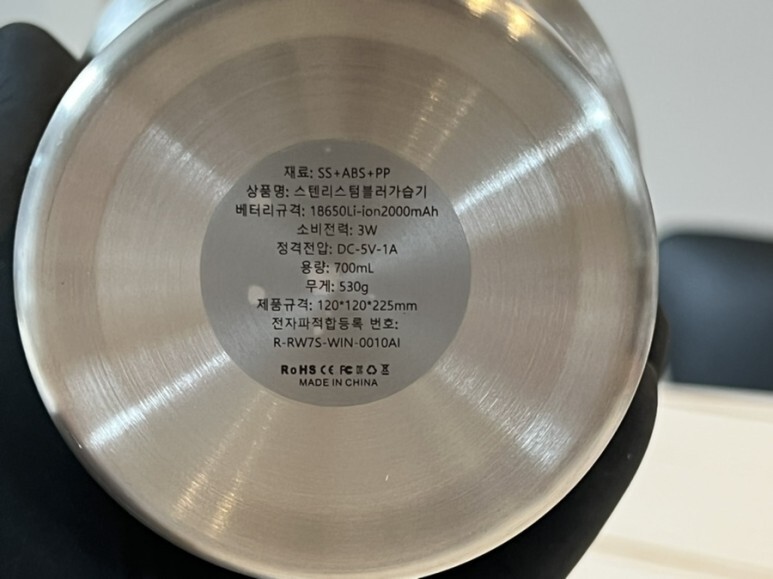 재료: SS+ABS+PP
상품명: 스텐리스텀블러가습기
베터리규격: 18650Li-ion2000mAh
소비전력: 3W
정격전압: DC-5V-1A
용량: 700mL
무게: 530g
제품규격: 120*120*225mm
전자파적합등록 번호:
R-RW7S-WIN-0010AI
RoHS CE FC
MADE IN CHINA